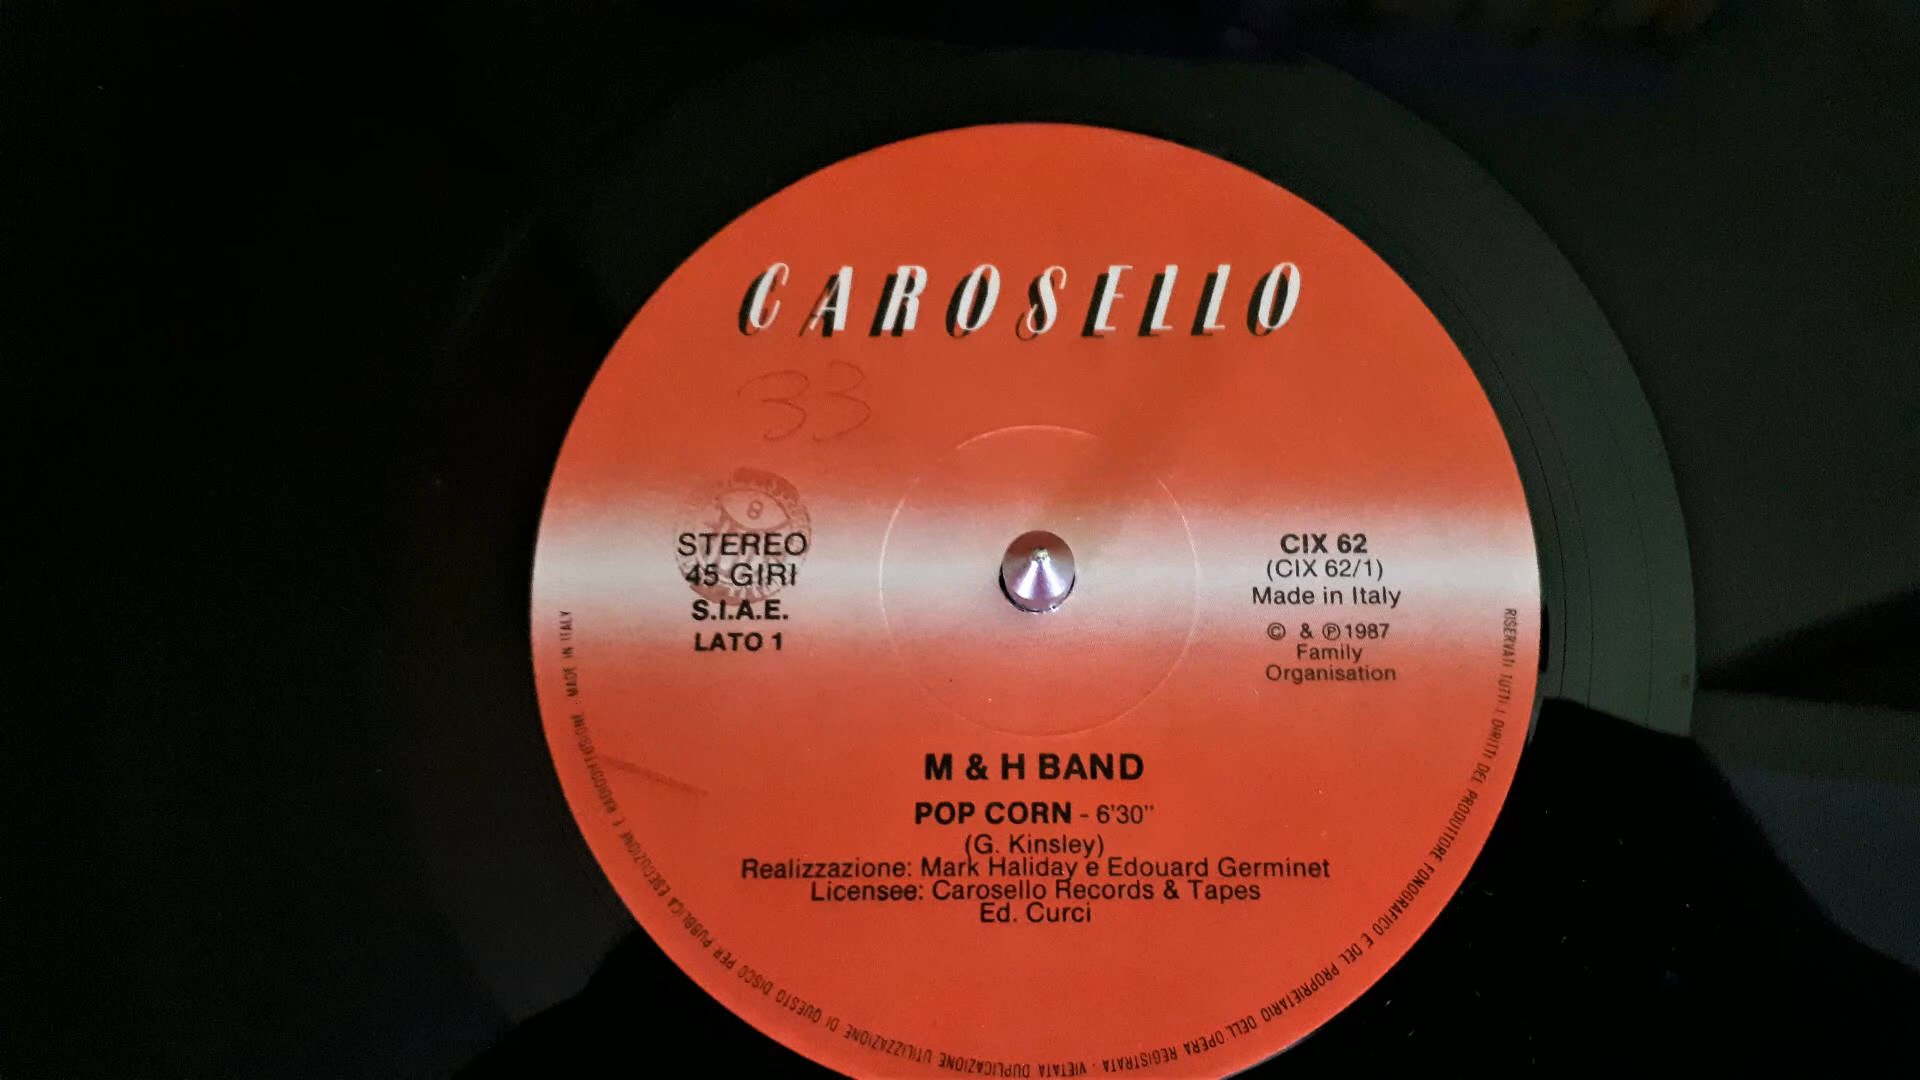 CAROSELLO
33
8
STEREO
45 GIRI
S.I.A.E.
LATO 1
CIX 62
(CIX 62/1)
Made in Italy
© & ℗1987
Family
Organisation
M & H BAND
POP CORN - 6'30"
(G. Kinsley)
Realizzazione: Mark Haliday e Edouard Germinet
Licensee: Carosello Records & Tapes
Ed. Curci
RISERVATI TUTTI I DIRITTI DEL PRODUTTORE FONOGRAFICO E DEL PROPRIETARIO DELL'OPERA REGISTRATA - VIETATA DUPLICAZIONE UTILIZZAZIONE DI QUESTO DISCO PER PUBBLICA ESECUZIONE E RADIODIFFUSIONE - MADE IN ITALY